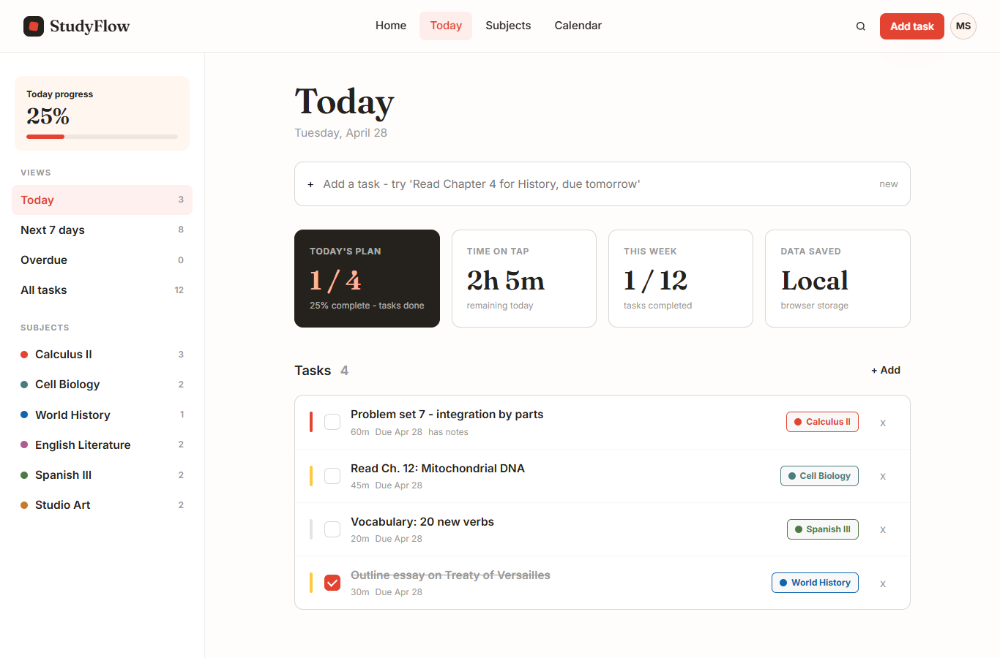 StudyFlow
Home
Today
Subjects
Calendar
Add task
MS
Today progress
25%
VIEWS
Today 3
Next 7 days 8
Overdue 0
All tasks 12
SUBJECTS
Calculus II 3
Cell Biology 2
World History 1
English Literature 2
Spanish III 2
Studio Art 2
Today
Tuesday, April 28
+ Add a task - try 'Read Chapter 4 for History, due tomorrow' new
TODAY'S PLAN
1 / 4
25% complete - tasks done
TIME ON TAP
2h 5m
remaining today
THIS WEEK
1 / 12
tasks completed
DATA SAVED
Local
browser storage
Tasks 4
+ Add
Problem set 7 - integration by parts
60m Due Apr 28 has notes
Calculus II x
Read Ch. 12: Mitochondrial DNA
45m Due Apr 28
Cell Biology x
Vocabulary: 20 new verbs
20m Due Apr 28
Spanish III x
Outline essay on Treaty of Versailles
30m Due Apr 28
World History x